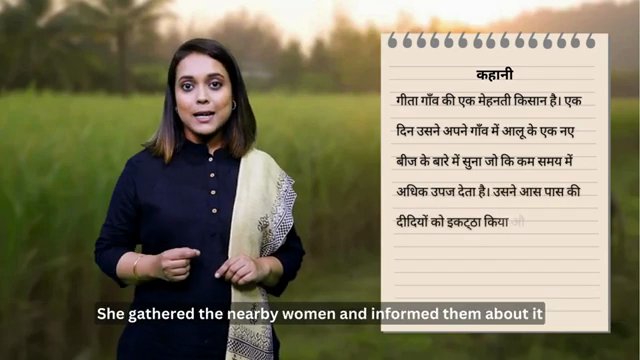 कहानी
गीता गाँव की एक मेहनती किसान है। एक
दिन उसने अपने गाँव में आलू के एक नए
बीज के बारे में सुना जो कि कम समय में
अधिक उपज देता है। उसने आस पास की
दीदियों को इकट्ठा किया औ
She gathered the nearby women and informed them about it